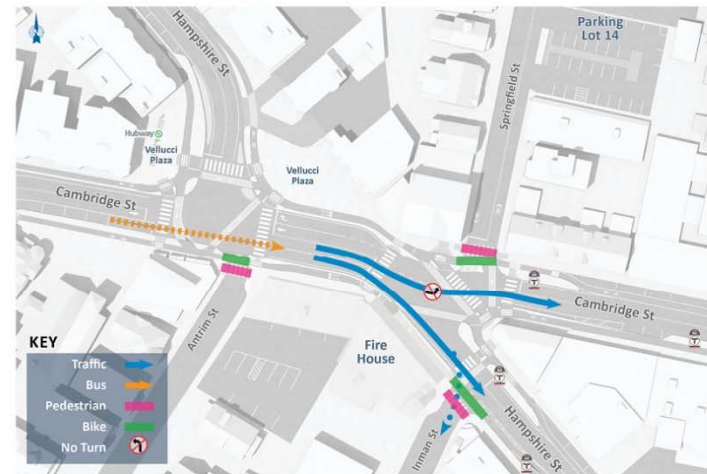 Hampshire St
Parking
Lot 14
Springfield St
Hubway
Vellucci
Plaza
Vellucci
Plaza
Cambridge St
Cambridge St
Antrim St
Fire
House
Inman St
Hampshire St
KEY
Traffic
Bus
Pedestrian
Bike
No Turn